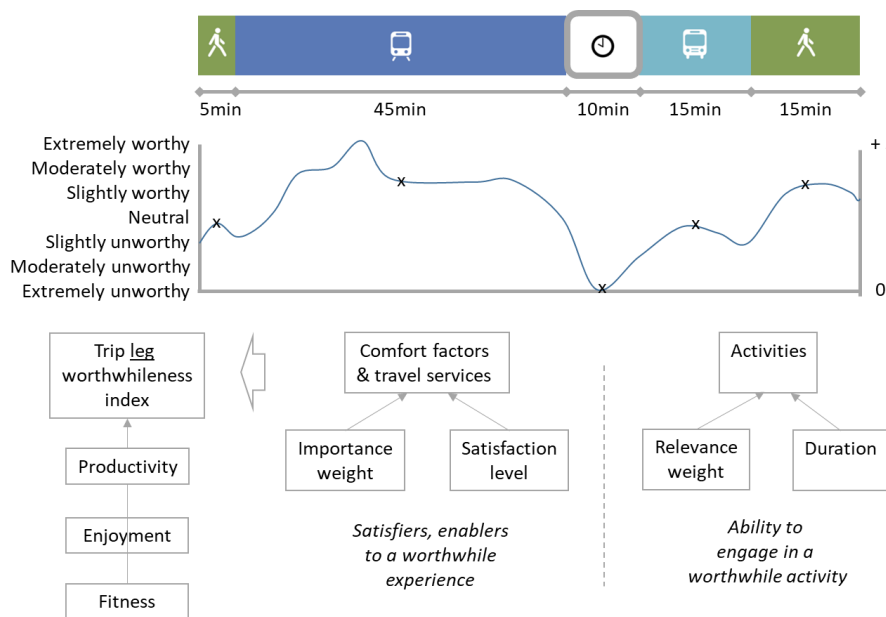 5min 45min 10min 15min 15min
Extremely worthy
Moderately worthy
Slightly worthy
Neutral
Slightly unworthy
Moderately unworthy
Extremely unworthy
+
0
x
x
x
x
x
Trip leg
worthwhileness
index
Productivity
Enjoyment
Fitness
Comfort factors
& travel services
Importance
weight
Satisfaction
level
Satisfiers, enablers
to a worthwhile
experience
Activities
Relevance
weight
Duration
Ability to
engage in a
worthwhile activity